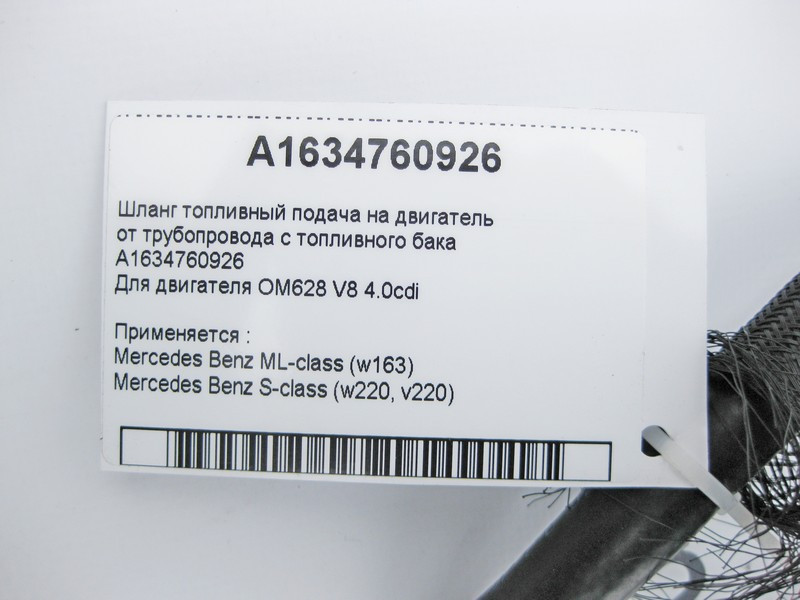 A1634760926
Шланг топливный подача на двигатель
от трубопровода с топливного бака
A1634760926
Для двигателя OM628 V8 4.0cdi
Применяется :
Mercedes Benz ML-class (w163)
Mercedes Benz S-class (w220, v220)